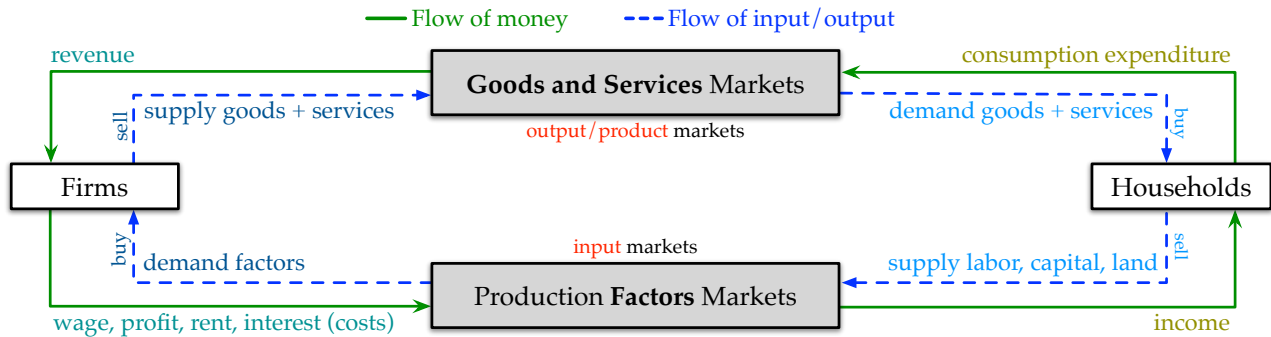 Flow of money
Flow of input/output
revenue
consumption expenditure
Goods and Services Markets
sell
supply goods + services
demand goods + services
buy
output/product markets
Firms
Households
buy
demand factors
input markets
supply labor, capital, land
sell
Production Factors Markets
wage, profit, rent, interest (costs)
income